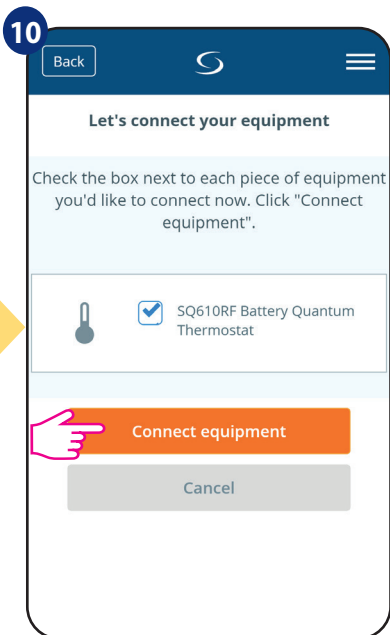 10
Back
Let's connect your equipment
Check the box next to each piece of equipment
you'd like to connect now. Click "Connect
equipment".
SQ610RF Battery Quantum
Thermostat
Connect equipment
Cancel